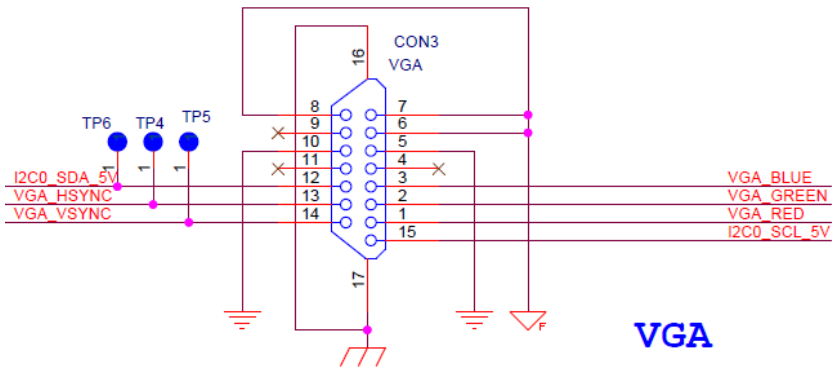 CON3
VGA
16
8
7
9
6
10
5
11
4
12
3
13
2
14
1
15
17
TP6
TP4
TP5
1
1
1
I2C0_SDA_5V
VGA_HSYNC
VGA_VSYNC
VGA_BLUE
VGA_GREEN
VGA_RED
I2C0_SCL_5V
F
VGA